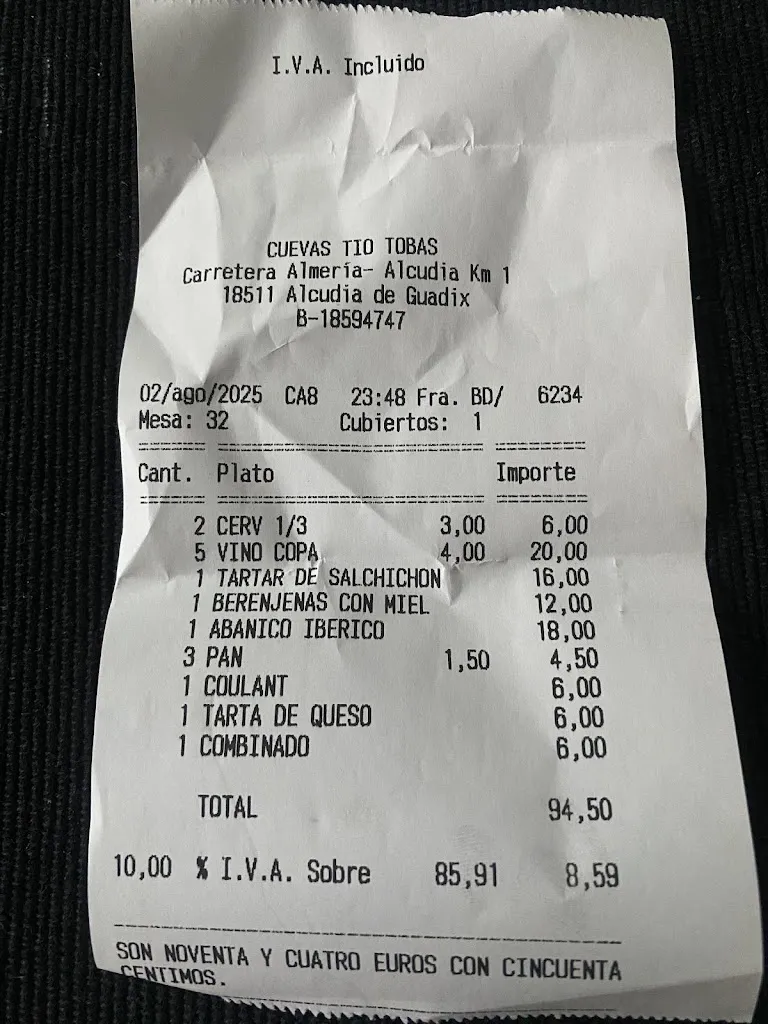 I.V.A. Incluido
CUEVAS TIO TOBAS
Carretera Almería- Alcudia Km 1
18511 Alcudia de Guadix
B-18594747
02/ago/2025 CA8 23:48 Fra. BD/ 6234
Mesa: 32 Cubiertos: 1
Cant. Plato Importe
2 CERV 1/3 3,00 6,00
5 VINO COPA 4,00 20,00
1 TARTAR DE SALCHICHON 16,00
1 BERENJENAS CON MIEL 12,00
1 ABANICO IBERICO 18,00
3 PAN 1,50 4,50
1 COULANT 6,00
1 TARTA DE QUESO 6,00
1 COMBINADO 6,00
TOTAL 94,50
10,00 % I.V.A. Sobre 85,91 8,59
SON NOVENTA Y CUATRO EUROS CON CINCUENTA
CENTIMOS.